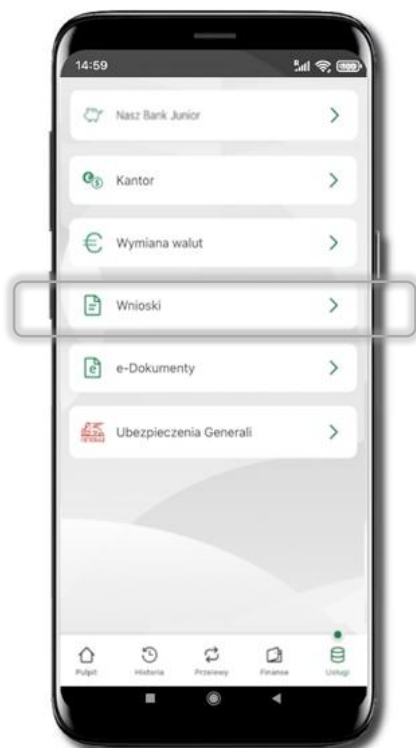 14:59
Nasz Bank Junior
Kantor
Wymiana walut
Wnioski
e-Dokumenty
Ubezpieczenia Generali
Pulpit Historia Przelewy Finanse Usługi